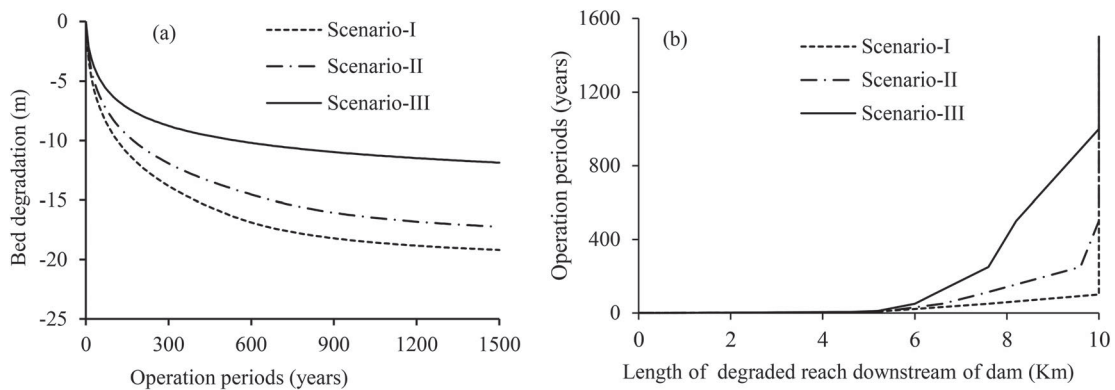 (a)
Scenario-I
Scenario-II
Scenario-III
0
-5
-10
-15
-20
-25
Bed degradation (m)
0 300 600 900 1200 1500
Operation periods (years)
(b)
Scenario-I
Scenario-II
Scenario-III
1600
1200
800
400
0
Operation periods (years)
0 2 4 6 8 10
Length of degraded reach downstream of dam (Km)